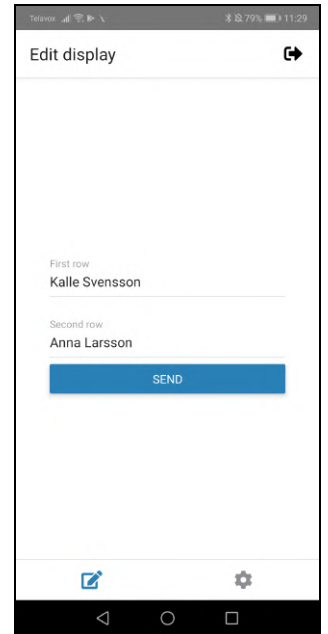 Telavox 79% 11:29
Edit display
First row
Kalle Svensson
Second row
Anna Larsson
SEND